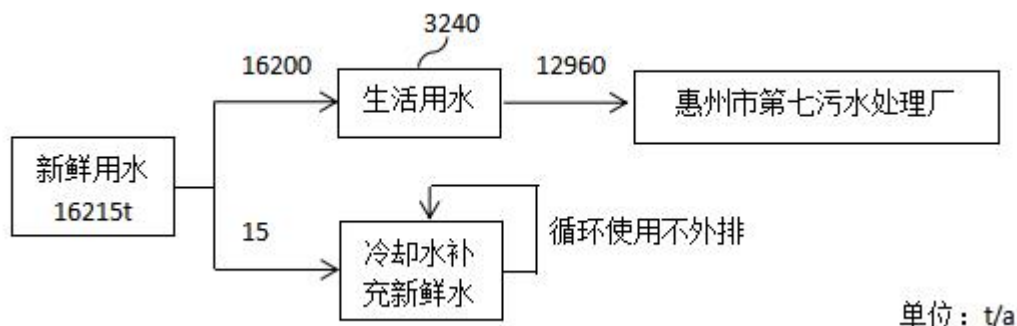 3240
16200
12960
生活用水
惠州市第七污水处理厂
新鲜用水
16215t
15
冷却水补
充新鲜水
循环使用不外排
单位：t/a